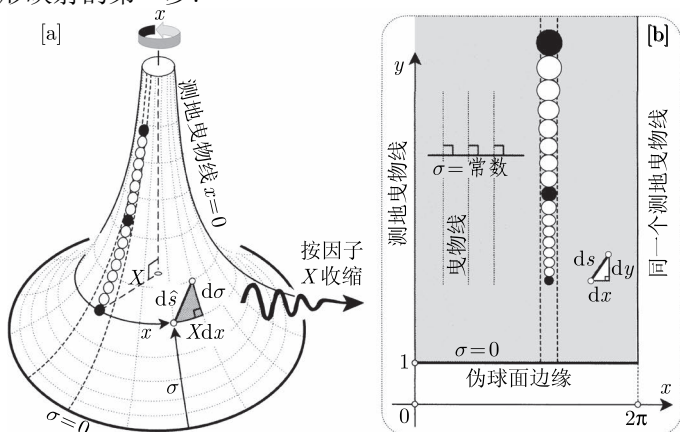 [a]
x
测地曳物线 x=0
X
x
dŝ
dσ
Xdx
σ
σ=0
按因子
X收缩
[b]
y
测地曳物线
σ=常数
曳物线
ds
dy
dx
同一个测地曳物线
1
σ=0
伪球面边缘
x
0
2π